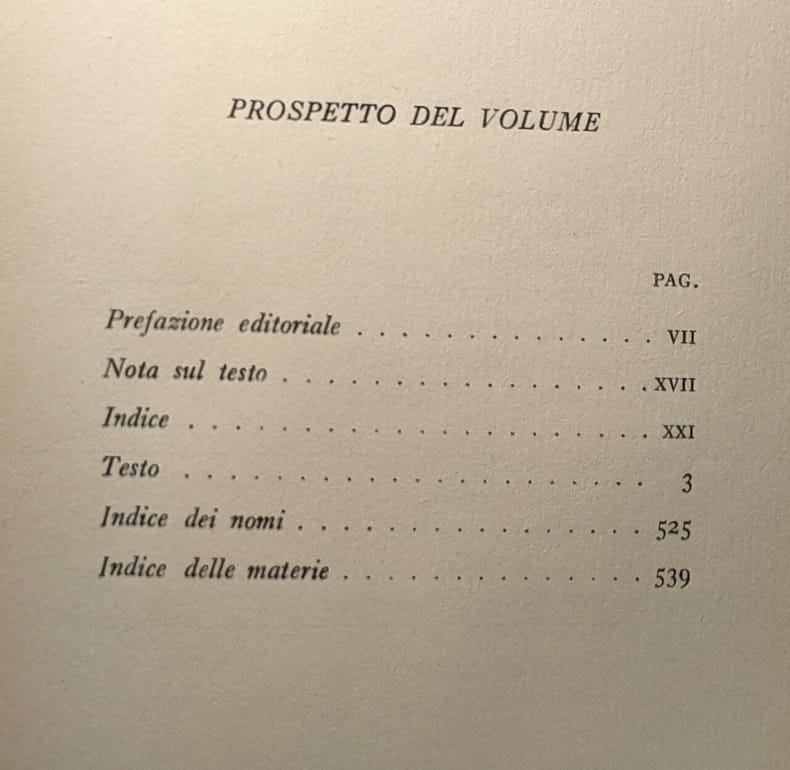 PROSPETTO DEL VOLUME
PAG.
Prefazione editoriale . . . . . . . . . . . VII
Nota sul testo . . . . . . . . . . . . . . . . . XVII
Indice . . . . . . . . . . . . . . . . . . . . . XXI
Testo . . . . . . . . . . . . . . . . . . . . . 3
Indice dei nomi . . . . . . . . . . . . . . . . 525
Indice delle materie . . . . . . . . . . . . . . 539